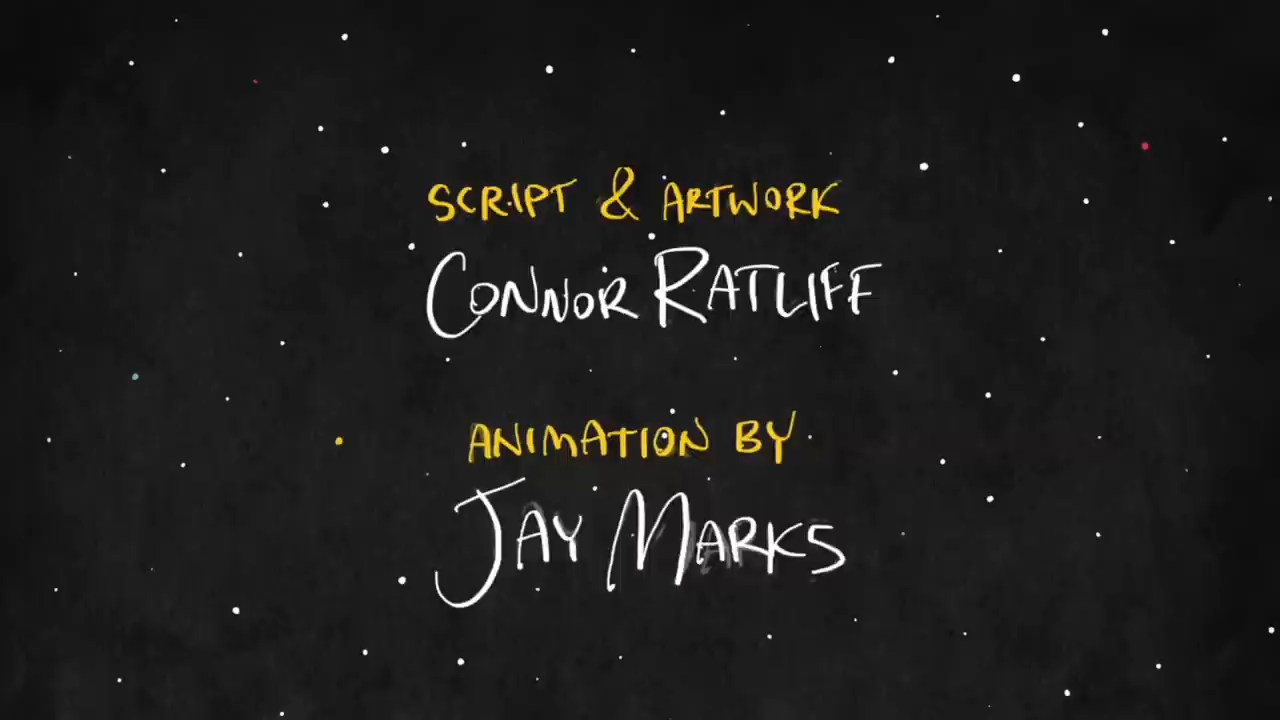 SCRIPT & ARTWORK
CONNOR RATLIFF
ANIMATION BY
JAY MARKS